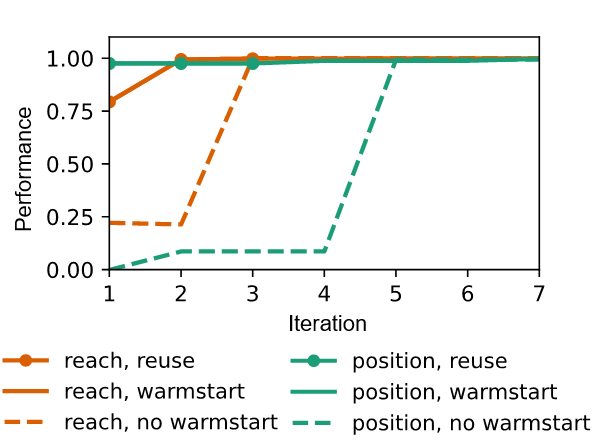 1.00
0.75
0.50
0.25
0.00
Performance
1 2 3 4 5 6 7
Iteration
reach, reuse
reach, warmstart
reach, no warmstart
position, reuse
position, warmstart
position, no warmstart